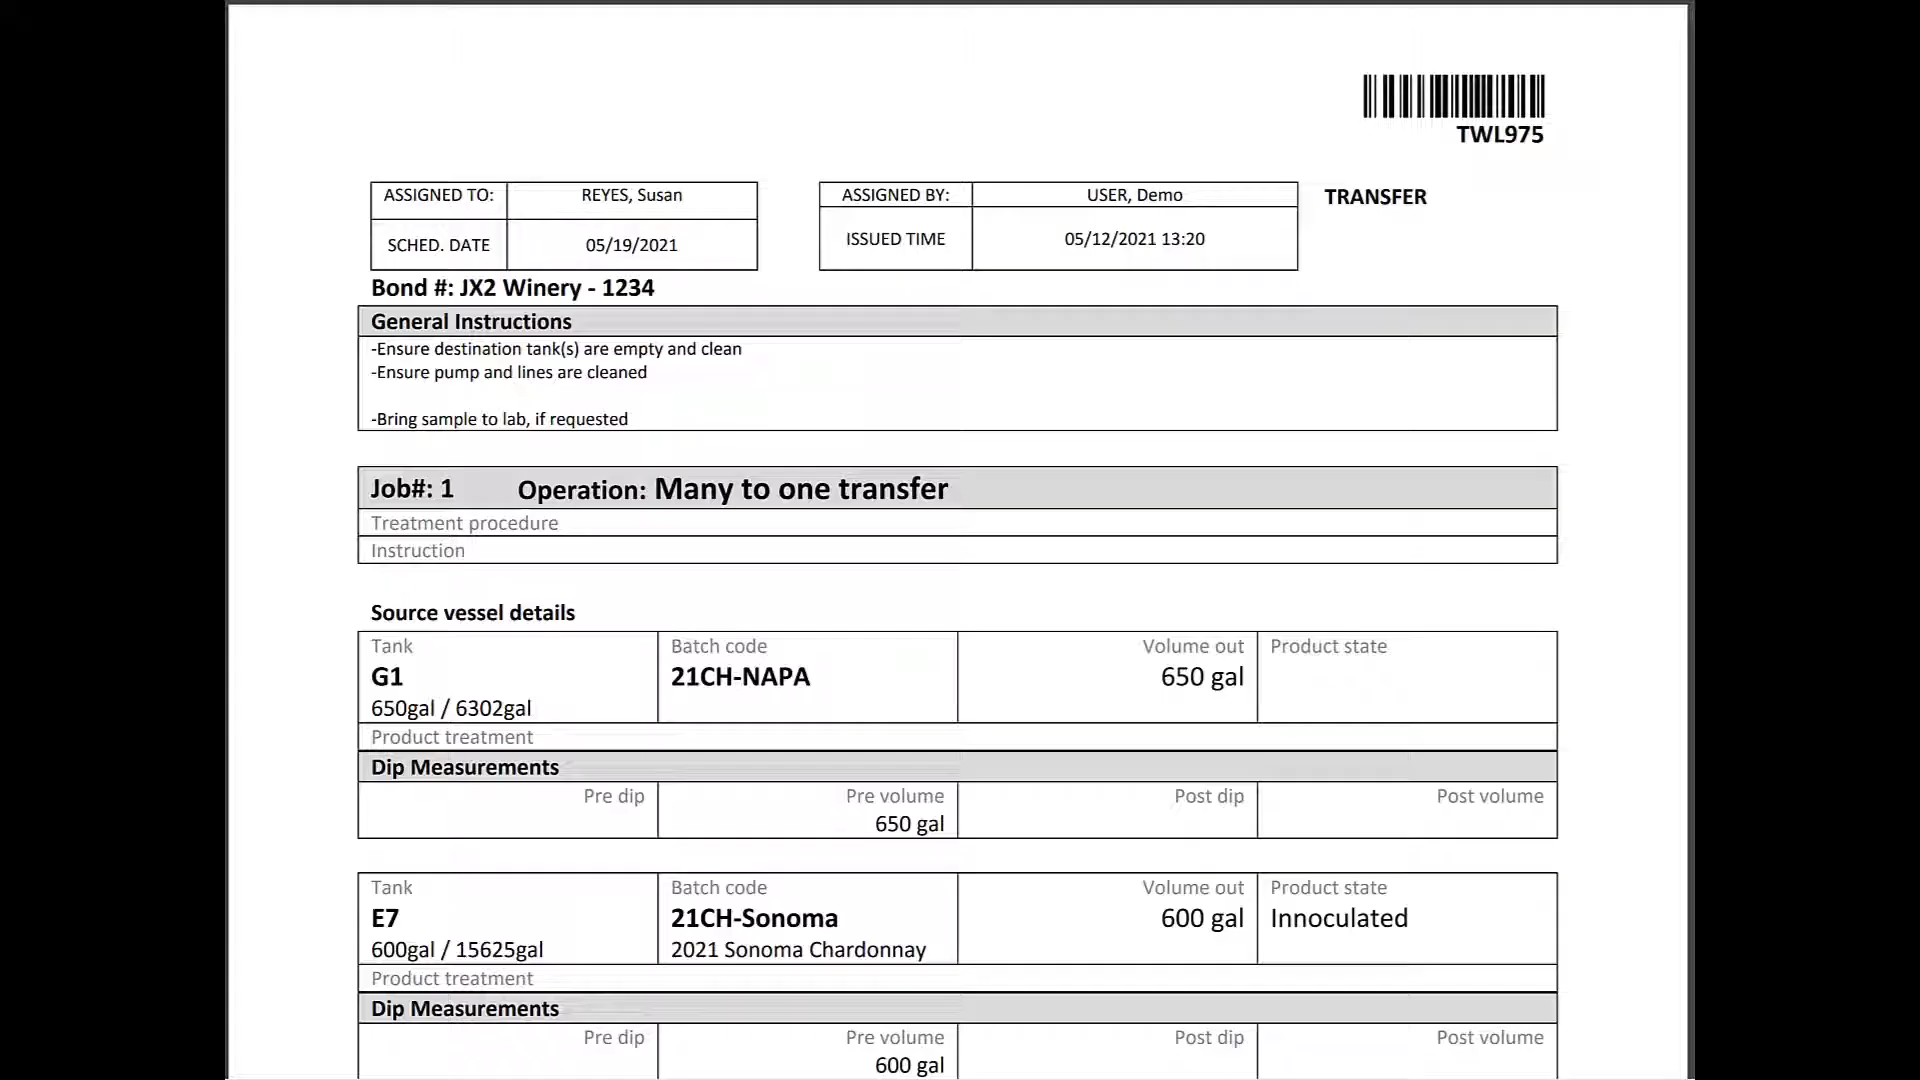 TWL975
ASSIGNED TO: REYES, Susan
SCHED. DATE 05/19/2021
ASSIGNED BY: USER, Demo
ISSUED TIME 05/12/2021 13:20
TRANSFER
Bond #: JX2 Winery - 1234
General Instructions
-Ensure destination tank(s) are empty and clean
-Ensure pump and lines are cleaned
-Bring sample to lab, if requested
Job#: 1 Operation: Many to one transfer
Treatment procedure
Instruction
Source vessel details
Tank Batch code Volume out Product state
G1 21CH-NAPA 650 gal
650gal / 6302gal
Product treatment
Dip Measurements
Pre dip Pre volume Post dip Post volume
650 gal
Tank Batch code Volume out Product state
E7 21CH-Sonoma 600 gal Innoculated
600gal / 15625gal 2021 Sonoma Chardonnay
Product treatment
Dip Measurements
Pre dip Pre volume Post dip Post volume
600 gal